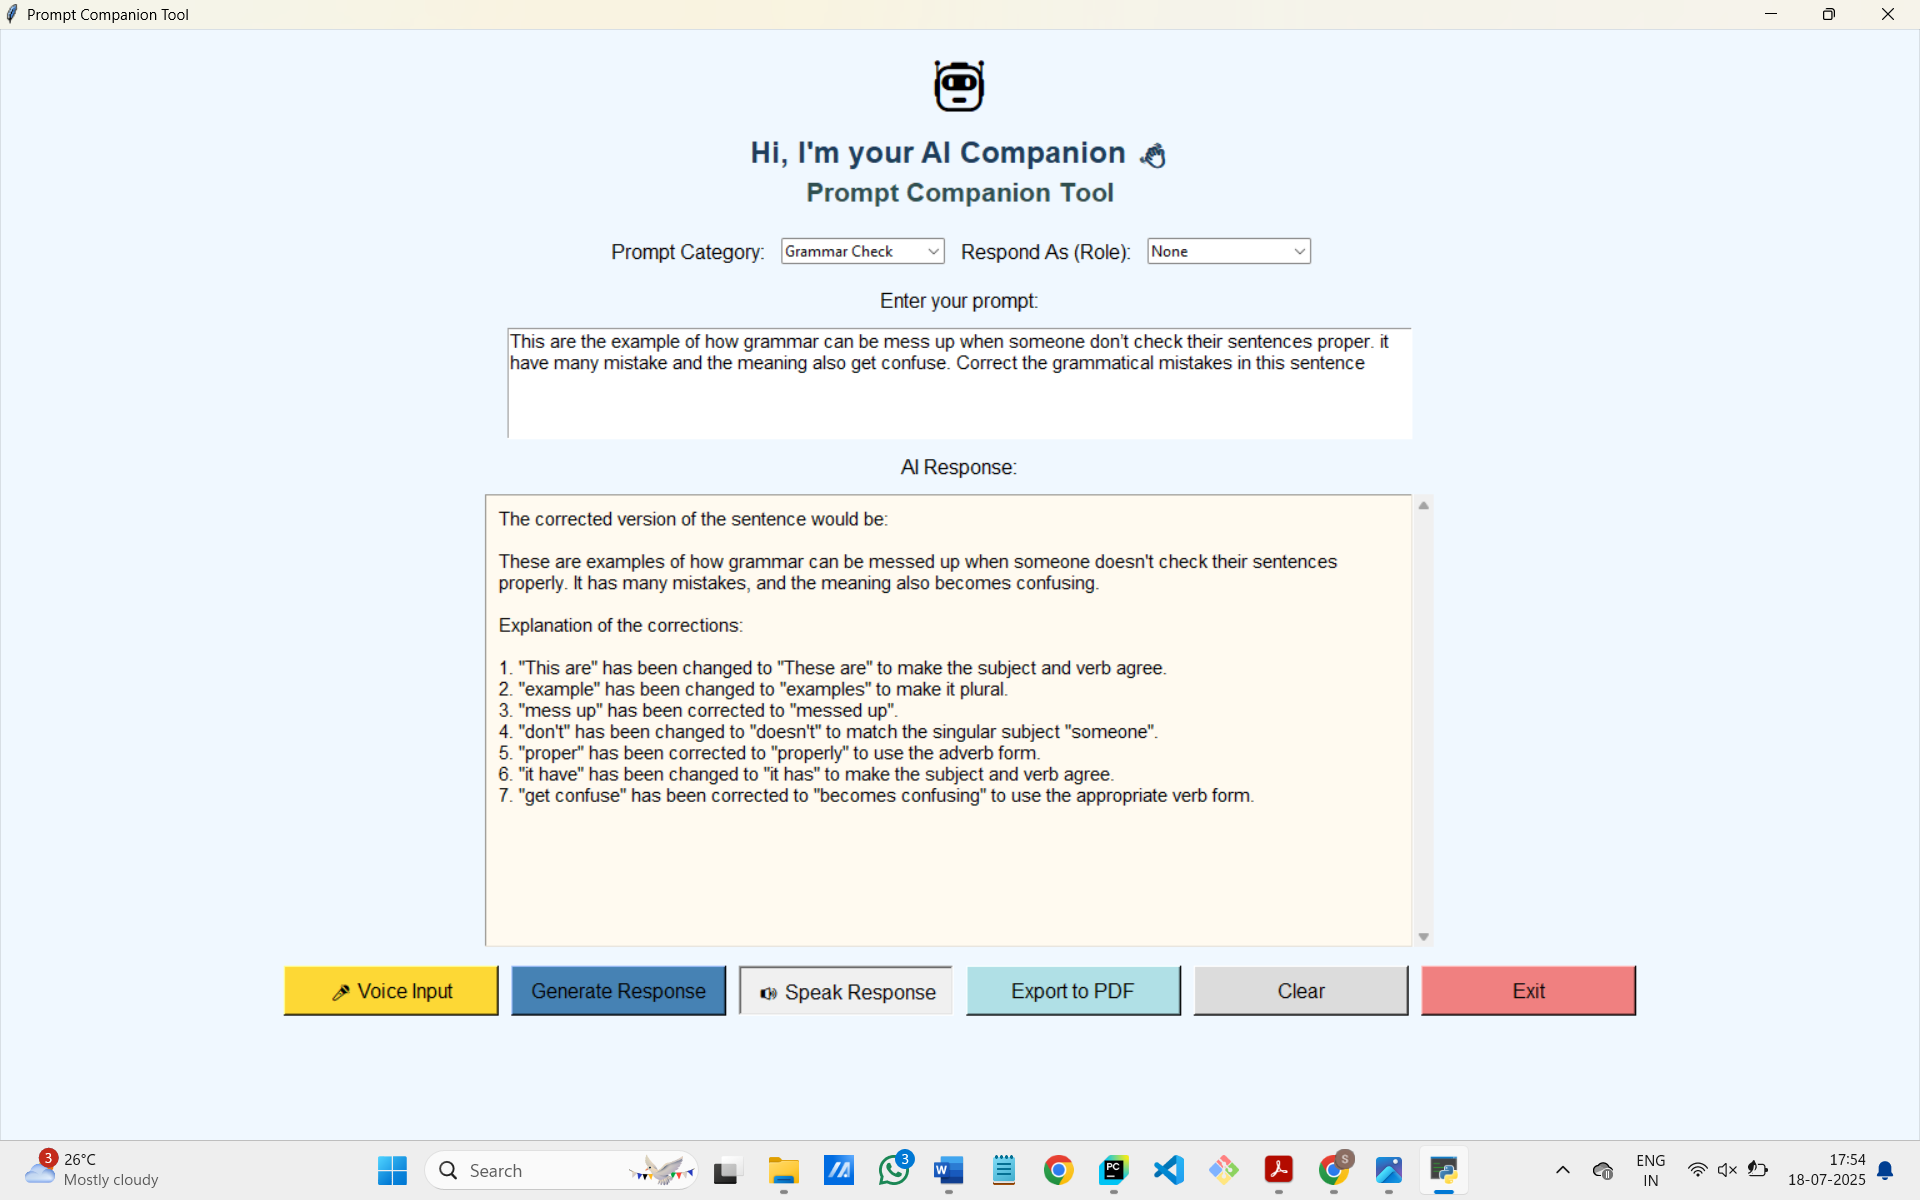 Prompt Companion Tool
Hi, I'm your AI Companion
Prompt Companion Tool
Prompt Category: Grammar Check Respond As (Role): None
Enter your prompt:
This are the example of how grammar can be mess up when someone don't check their sentences proper. it
have many mistake and the meaning also get confuse. Correct the grammatical mistakes in this sentence
AI Response:
The corrected version of the sentence would be:
These are examples of how grammar can be messed up when someone doesn't check their sentences
properly. It has many mistakes, and the meaning also becomes confusing.
Explanation of the corrections:
1. "This are" has been changed to "These are" to make the subject and verb agree.
2. "example" has been changed to "examples" to make it plural.
3. "mess up" has been corrected to "messed up".
4. "don't" has been changed to "doesn't" to match the singular subject "someone".
5. "proper" has been corrected to "properly" to use the adverb form.
6. "it have" has been changed to "it has" to make the subject and verb agree.
7. "get confuse" has been corrected to "becomes confusing" to use the appropriate verb form.
Voice Input Generate Response Speak Response Export to PDF Clear Exit
3 26°C
Mostly cloudy
Search
3
W
PC
S
ENG
IN
17:54
18-07-2025